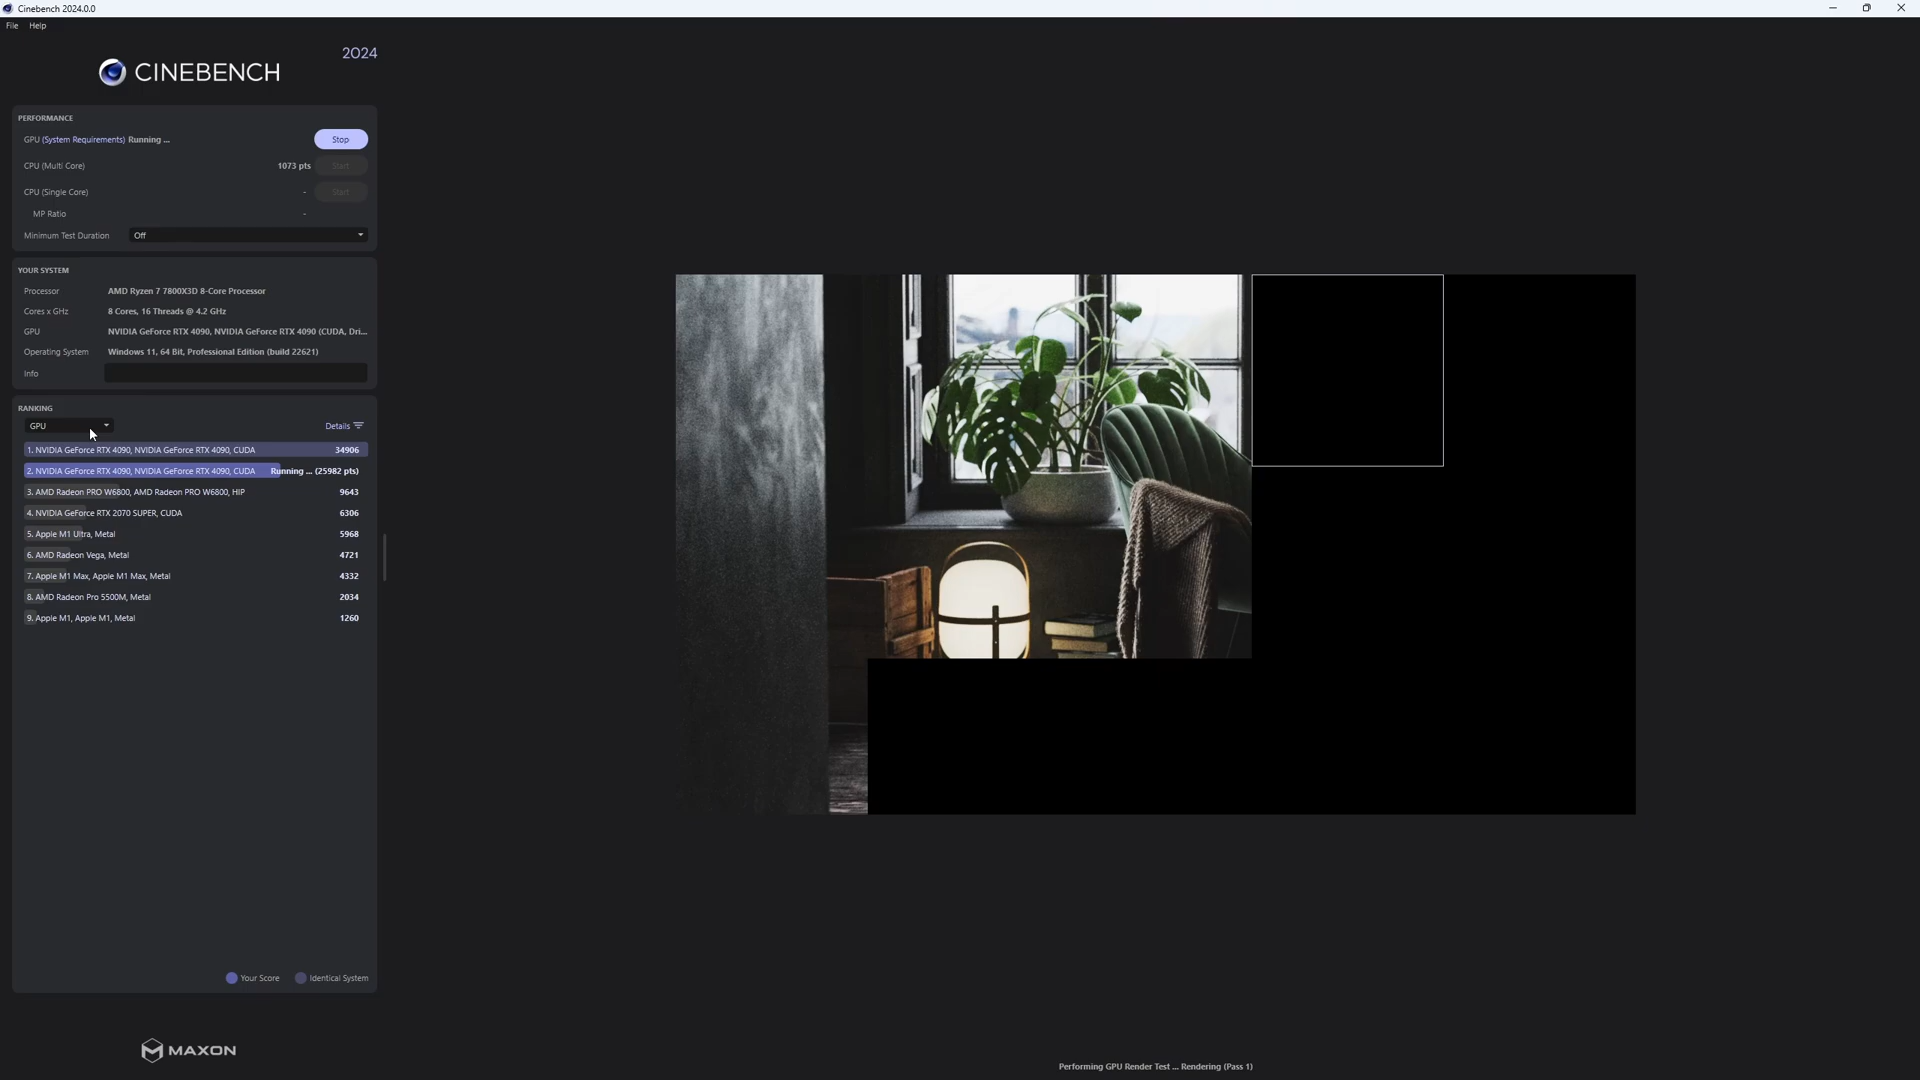 Cinebench 2024.0.0
File Help
2024
CINEBENCH
PERFORMANCE
GPU (System Requirements) Running ... Stop
CPU (Multi Core) 1073 pts Start
CPU (Single Core) - Start
MP Ratio -
Minimum Test Duration Off
YOUR SYSTEM
Processor AMD Ryzen 7 7800X3D 8-Core Processor
Cores x GHz 8 Cores, 16 Threads @ 4.2 GHz
GPU NVIDIA GeForce RTX 4090, NVIDIA GeForce RTX 4090 (CUDA, Dri...
Operating System Windows 11, 64 Bit, Professional Edition (build 22621)
Info
RANKING
GPU Details
1. NVIDIA GeForce RTX 4090, NVIDIA GeForce RTX 4090, CUDA 34906
2. NVIDIA GeForce RTX 4090, NVIDIA GeForce RTX 4090, CUDA Running ... (25982 pts)
3. AMD Radeon PRO W6800, AMD Radeon PRO W6800, HIP 9643
4. NVIDIA GeForce RTX 2070 SUPER, CUDA 6306
5. Apple M1 Ultra, Metal 5968
6. AMD Radeon Vega, Metal 4721
7. Apple M1 Max, Apple M1 Max, Metal 4332
8. AMD Radeon Pro 5500M, Metal 2034
9. Apple M1, Apple M1, Metal 1260
Your Score Identical System
MAXON
Performing GPU Render Test ... Rendering (Pass 1)